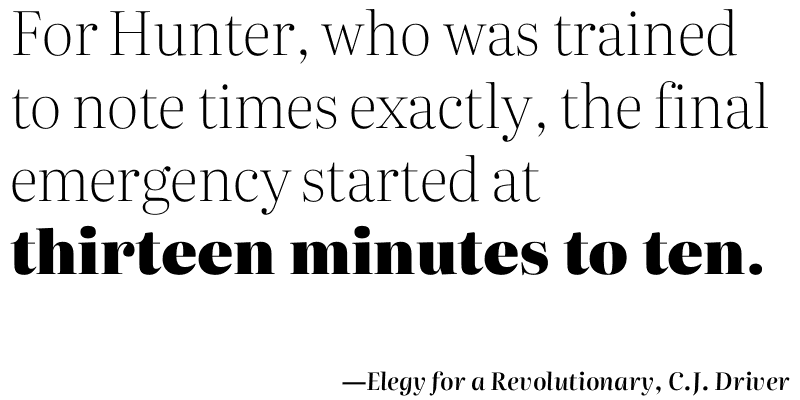 For Hunter, who was trained
to note times exactly, the final
emergency started at
thirteen minutes to ten.
—Elegy for a Revolutionary, C.J. Driver